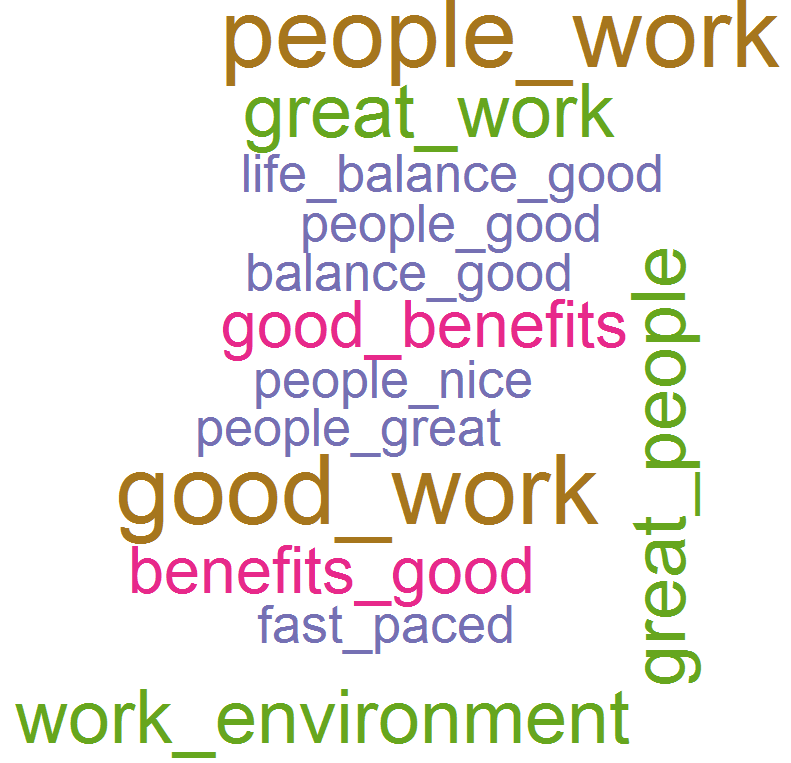 people_work
great_work
life_balance_good
people_good
balance_good
good_benefits
people_nice
people_great
good_work
benefits_good
fast_paced
work_environment
great_people